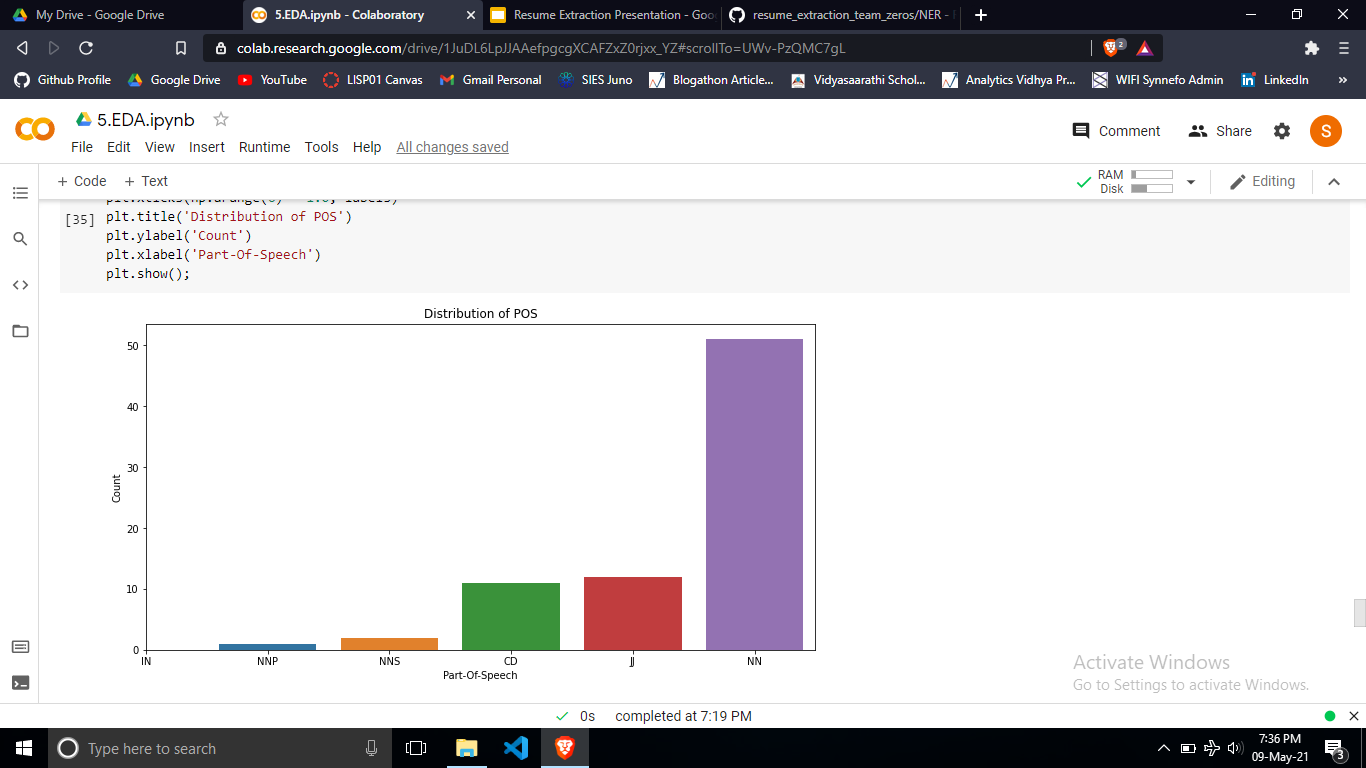 My Drive - Google Drive
5.EDA.ipynb - Colaboratory
Resume Extraction Presentation - Goo
resume_extraction_team_zeros/NER -
colab.research.google.com/drive/1JuDL6LpJJAAefpgcgXCAFZxZ0rjxx_YZ#scrollTo=UWv-PzQMC7gL
2
Github Profile
Google Drive
YouTube
LISP01 Canvas
Gmail Personal
SIES Juno
Blogathon Article...
Vidyasaarathi Schol...
Analytics Vidhya Pr...
WIFI Synnefo Admin
LinkedIn
»
5.EDA.ipynb
Comment
Share
S
File Edit View Insert Runtime Tools Help All changes saved
+ Code + Text
RAM
Disk
Editing
[35]
plt.title('Distribution of POS')
plt.ylabel('Count')
plt.xlabel('Part-Of-Speech')
plt.show();
Distribution of POS
50
40
30
20
10
0
Count
IN NNP NNS CD JJ NN
Part-Of-Speech
Activate Windows
Go to Settings to activate Windows.
0s completed at 7:19 PM
Type here to search
7:36 PM
09-May-21
3